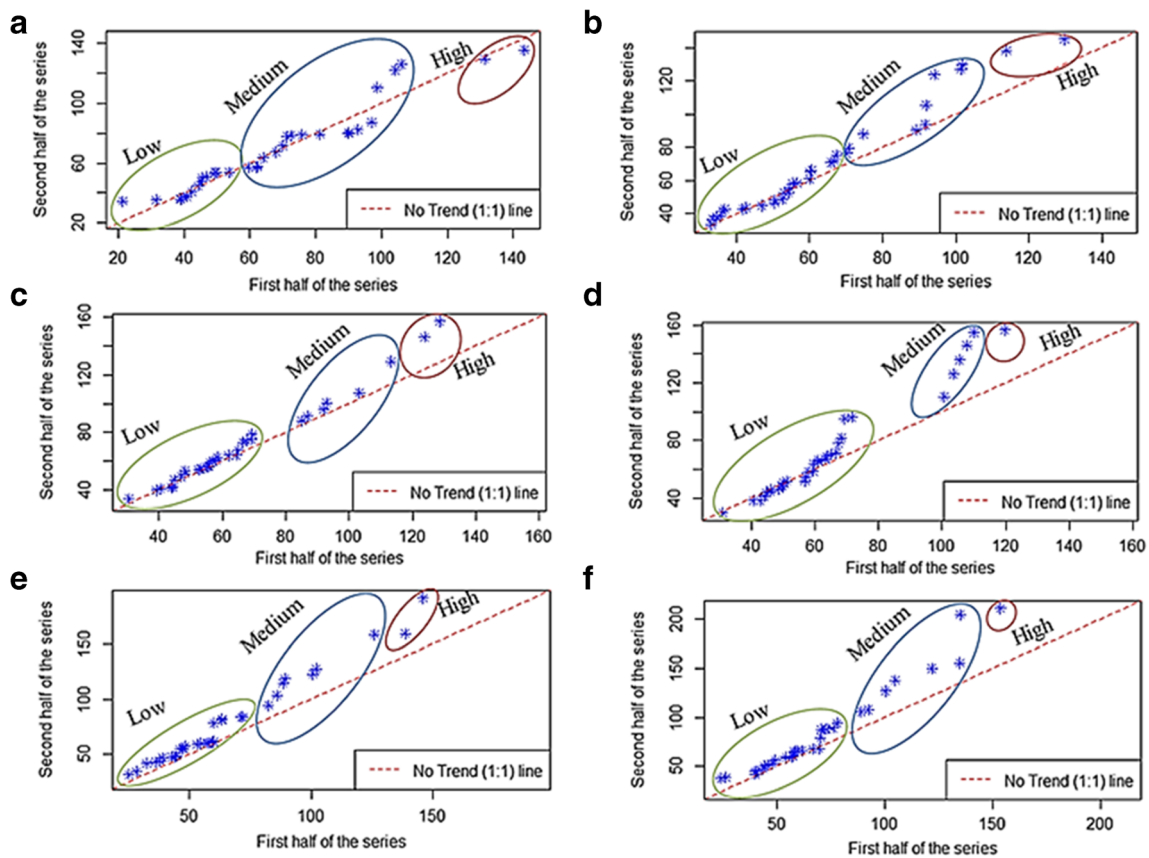 a
Second half of the series
140
100
60
20
Low
Medium
High
No Trend (1:1) line
20 40 60 80 100 120 140
First half of the series
b
Second half of the series
120
80
60
40
Low
Medium
High
No Trend (1:1) line
40 60 80 100 120 140
First half of the series
c
Second half of the series
160
120
80
40
Low
Medium
High
No Trend (1:1) line
40 60 80 100 120 140 160
First half of the series
d
Second half of the series
160
120
80
40
Low
Medium
High
No Trend (1:1) line
40 60 80 100 120 140 160
First half of the series
e
Second half of the series
150
100
50
Low
Medium
High
No Trend (1:1) line
50 100 150
First half of the series
f
Second half of the series
200
150
100
50
Low
Medium
High
No Trend (1:1) line
50 100 150 200
First half of the series